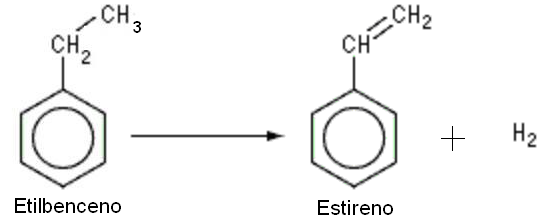 CH3
CH2
Etilbenceno
CH2
CH
Estireno
+
H2